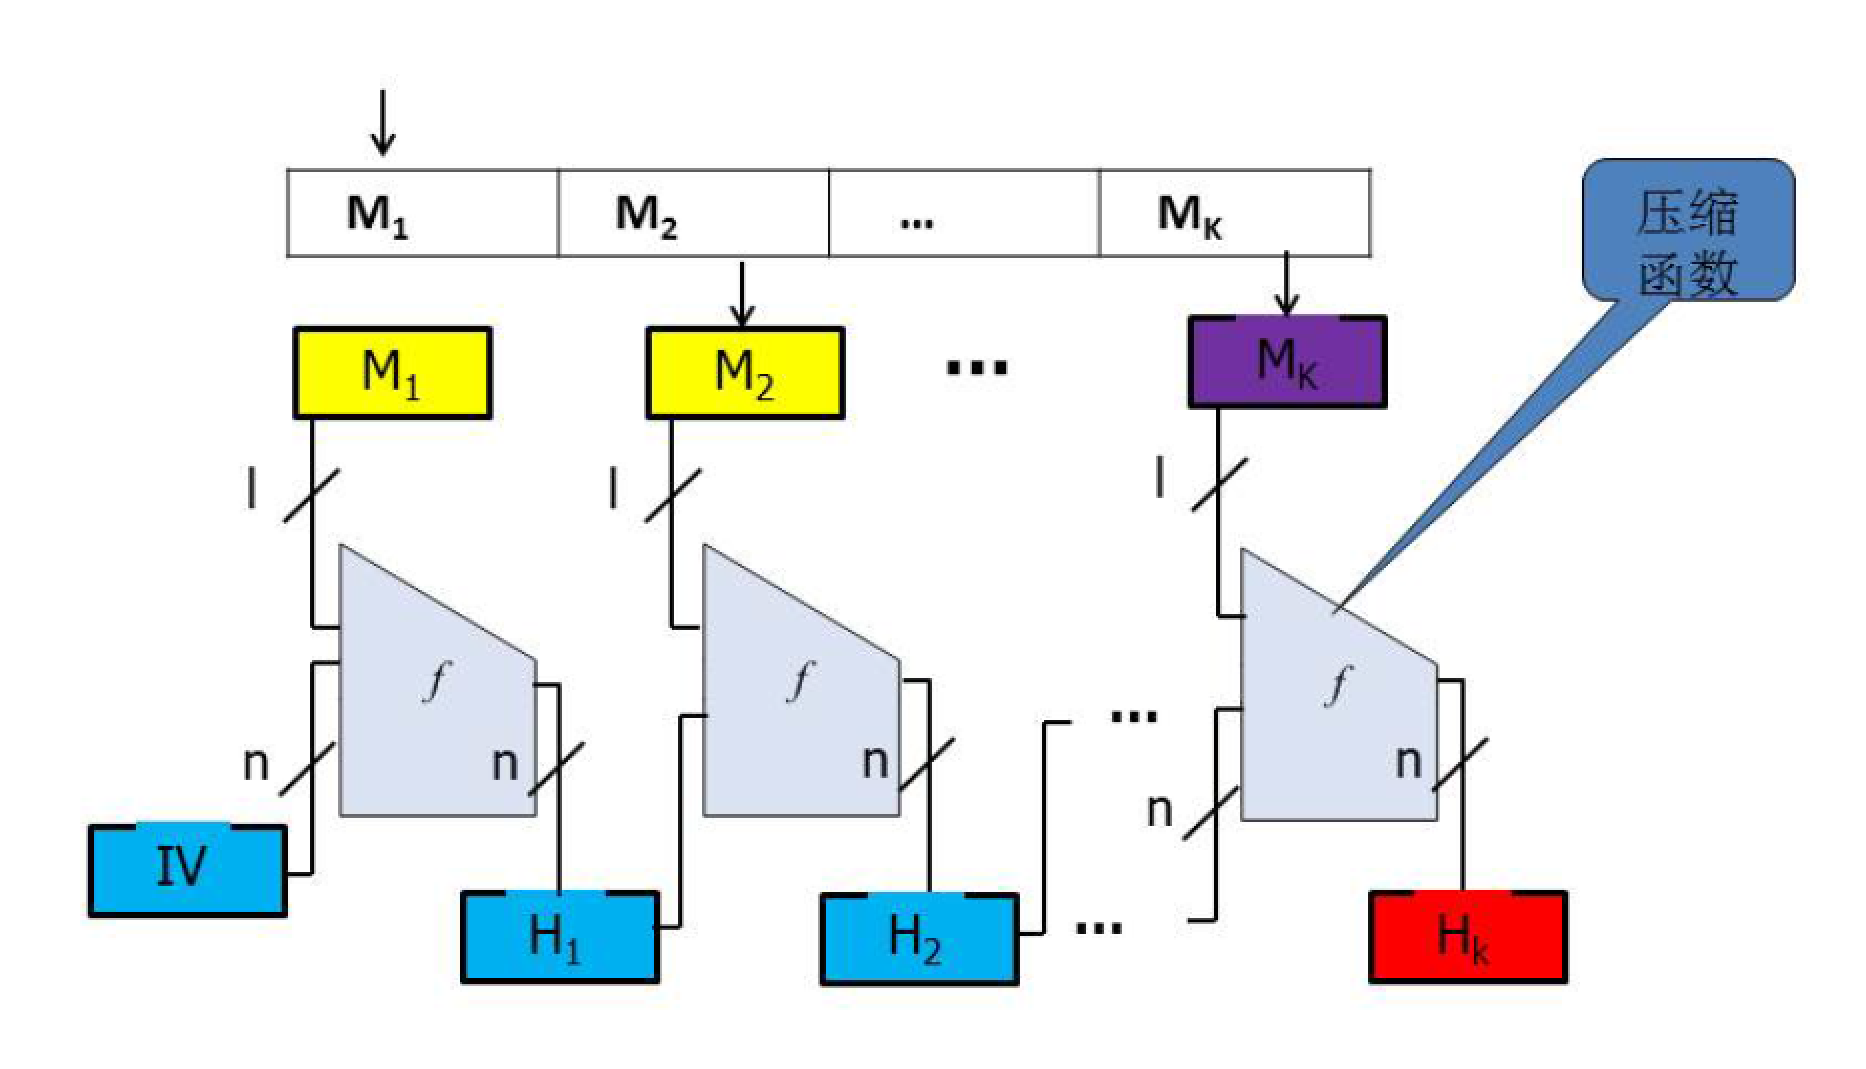 M₁ M₂ ... Mₖ
压缩
函数
M₁ M₂ ... Mₖ
l l l
f f f
...
n n n n n
IV
H₁ H₂ ... Hₖ